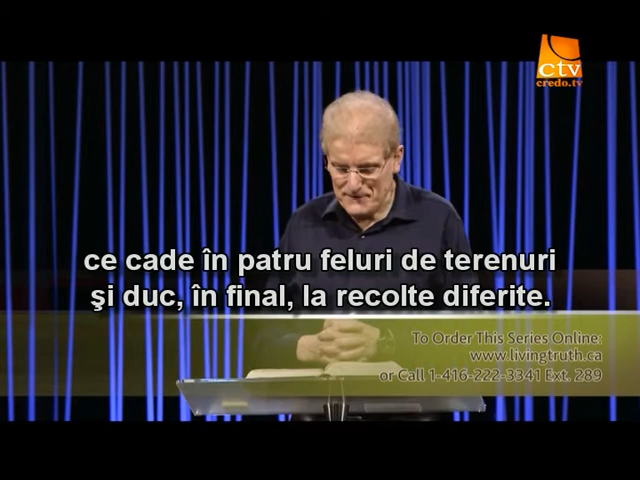 ctv
credo.tv
ce cade în patru feluri de terenuri
şi duc, în final, la recolte diferite.
To Order This Series Online:
www.livingtruth.ca
or Call 1-416-222-3341 Ext. 289